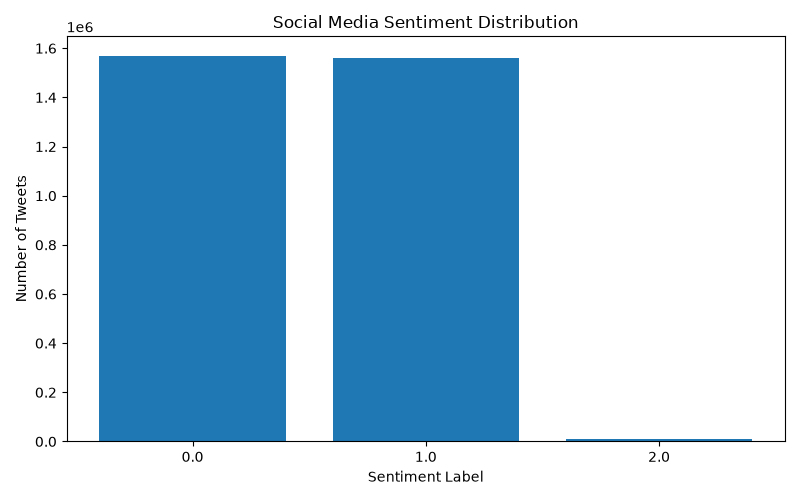 Social Media Sentiment Distribution
1e6
1.6
1.4
1.2
1.0
0.8
0.6
0.4
0.2
0.0
Number of Tweets
0.0 1.0 2.0
Sentiment Label